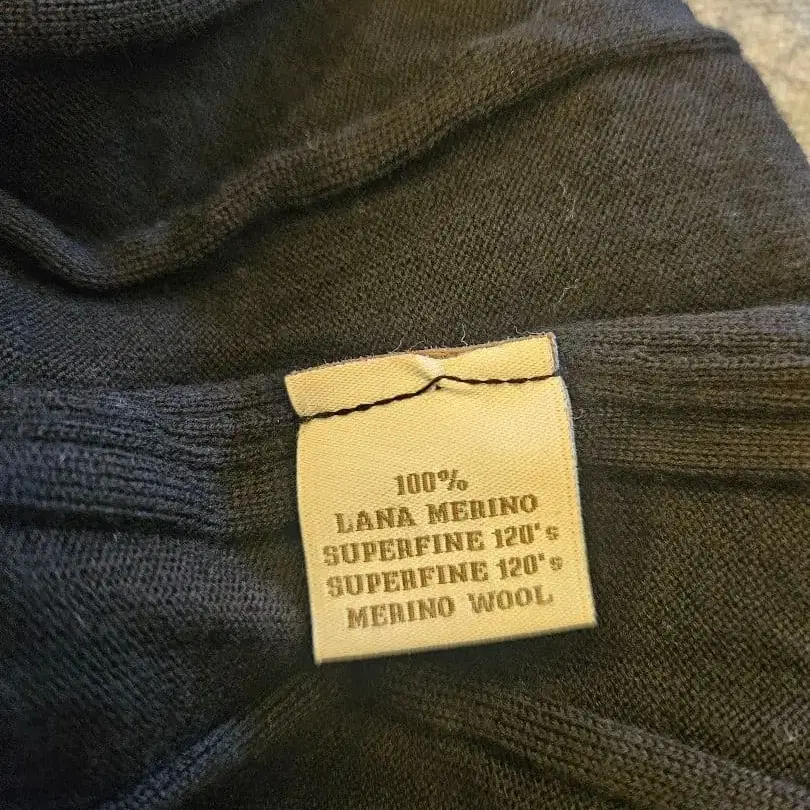 100%
LANA MERINO
SUPERFINE 120's
SUPERFINE 120's
MERINO WOOL